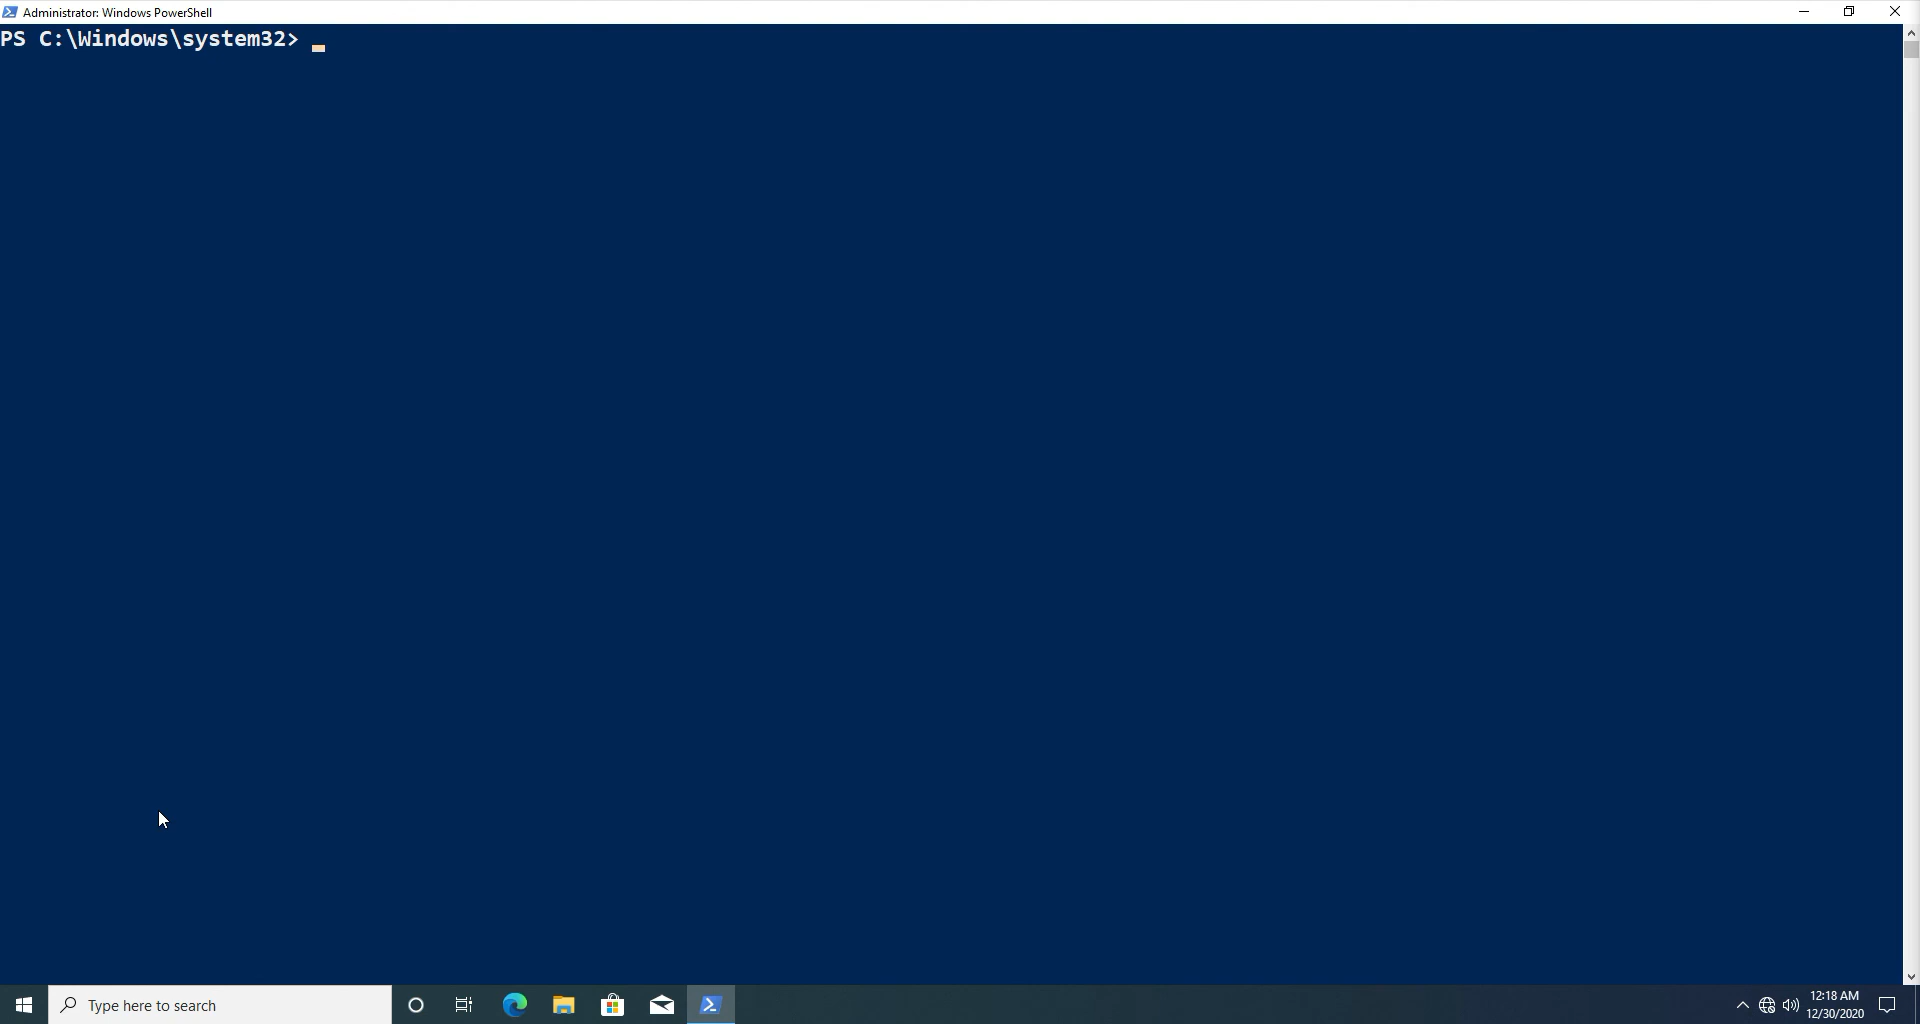 Administrator: Windows PowerShell
PS C:\Windows\system32>
Type here to search
12:18 AM
12/30/2020